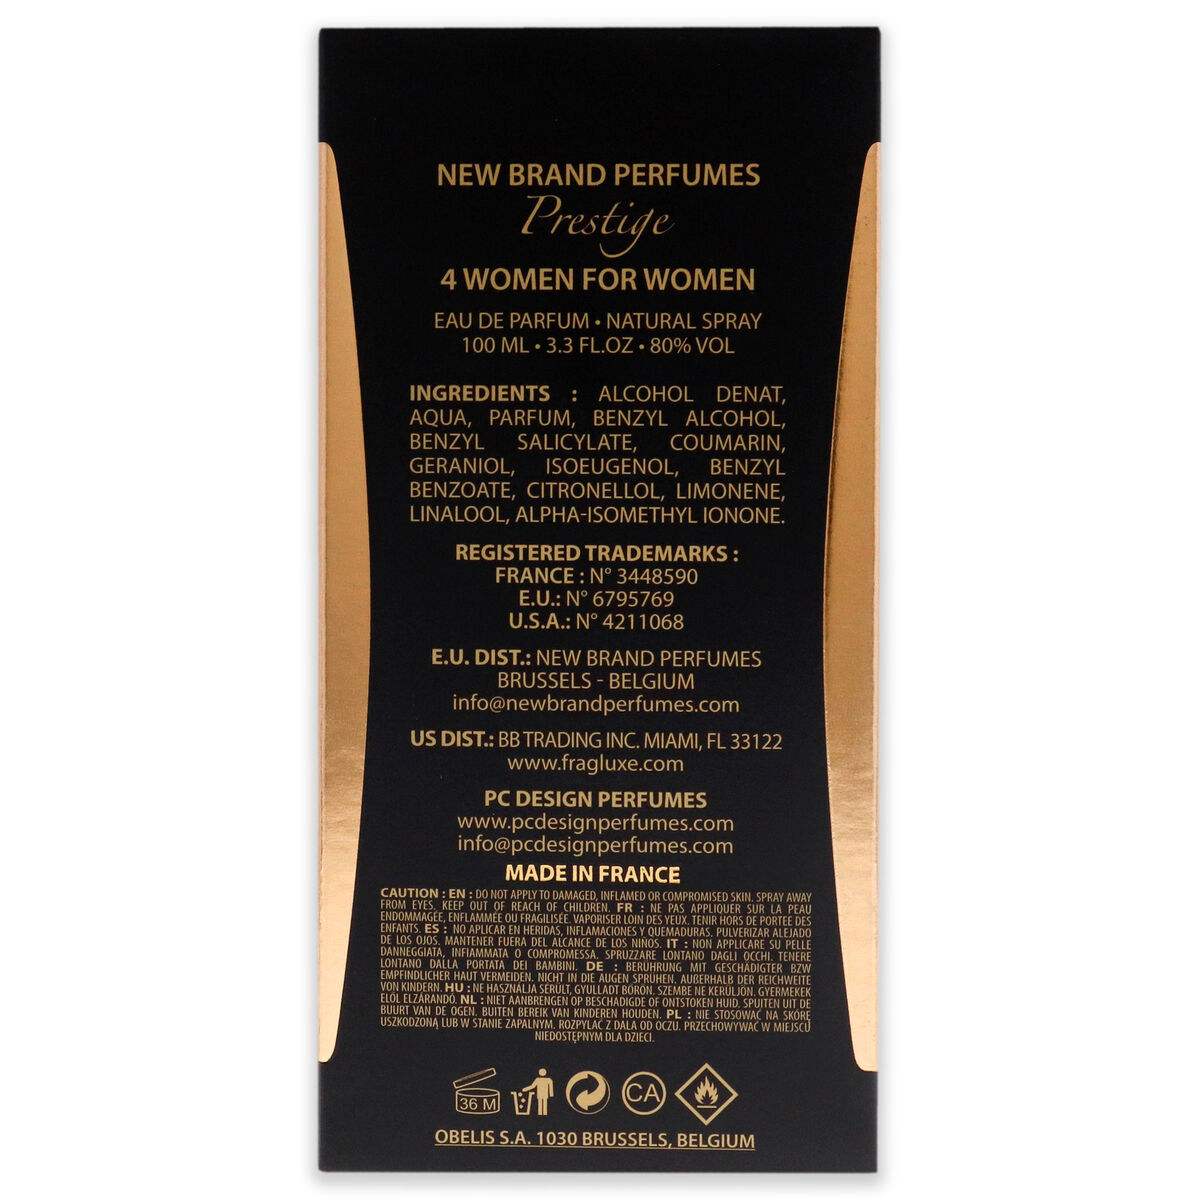 NEW BRAND PERFUMES
Prestige
4 WOMEN FOR WOMEN
EAU DE PARFUM • NATURAL SPRAY
100 ML • 3.3 FL.OZ • 80% VOL
INGREDIENTS : ALCOHOL DENAT,
AQUA, PARFUM, BENZYL ALCOHOL,
BENZYL SALICYLATE, COUMARIN,
GERANIOL, ISOEUGENOL, BENZYL
BENZOATE, CITRONELLOL, LIMONENE,
LINALOOL, ALPHA-ISOMETHYL IONONE.
REGISTERED TRADEMARKS :
FRANCE : N° 3448590
E.U.: N° 6795769
U.S.A.: N° 4211068
E.U. DIST.: NEW BRAND PERFUMES
BRUSSELS - BELGIUM
info@newbrandperfumes.com
US DIST.: BB TRADING INC. MIAMI, FL 33122
www.fragluxe.com
PC DESIGN PERFUMES
www.pcdesignperfumes.com
info@pcdesignperfumes.com
MADE IN FRANCE
CAUTION : EN : DO NOT APPLY TO DAMAGED, INFLAMED OR COMPROMISED SKIN. SPRAY AWAY
FROM EYES. KEEP OUT OF REACH OF CHILDREN. FR : NE PAS APPLIQUER SUR LA PEAU
ENDOMMAGÉE, ENFLAMMÉE OU FRAGILISÉE. VAPORISER LOIN DES YEUX. TENIR HORS DE PORTEE DES
ENFANTS. ES : NO APLICAR EN HERIDAS, INFLAMACIONES Y QUEMADURAS. PULVERIZAR ALEJADO
DE LOS OJOS. MANTENER FUERA DEL ALCANCE DE LOS NINOS. IT : NON APPLICARE SU PELLE
DANNEGGIATA, INFIAMMATA O COMPROMESSA. SPRUZZARE LONTANO DAGLI OCCHI. TENERE
LONTANO DALLA PORTATA DEI BAMBINI. DE : BERÜHRUNG MIT GESCHÄDIGTER BZW
EMPFINDLICHER HAUT VERMEIDEN. NICHT IN DIE AUGEN SPRÜHEN. AUßERHALB DER REICHWEITE
VON KINDERN. HU : NE HASZNÁLJA SÉRÜLT, GYULLADT BŐRÖN. SZEMBE NE KERÜLJÖN. GYERMEKEK
ELŐL ELZÁRANDÓ. NL : NIET AANBRENGEN OP BESCHADIGDE OF ONTSTOKEN HUID. SPUITEN UIT DE
BUURT VAN DE OGEN. BUITEN BEREIK VAN KINDEREN HOUDEN. PL : NIE STOSOWAĆ NA SKÓRĘ
USZKODZONĄ LUB W STANIE ZAPALNYM. ROZPYLAĆ Z DALA OD OCZU. PRZECHOWYWAĆ W MIEJSCU
NIEDOSTĘPNYM DLA DZIECI.
36 M
CA
OBELIS S.A. 1030 BRUSSELS, BELGIUM